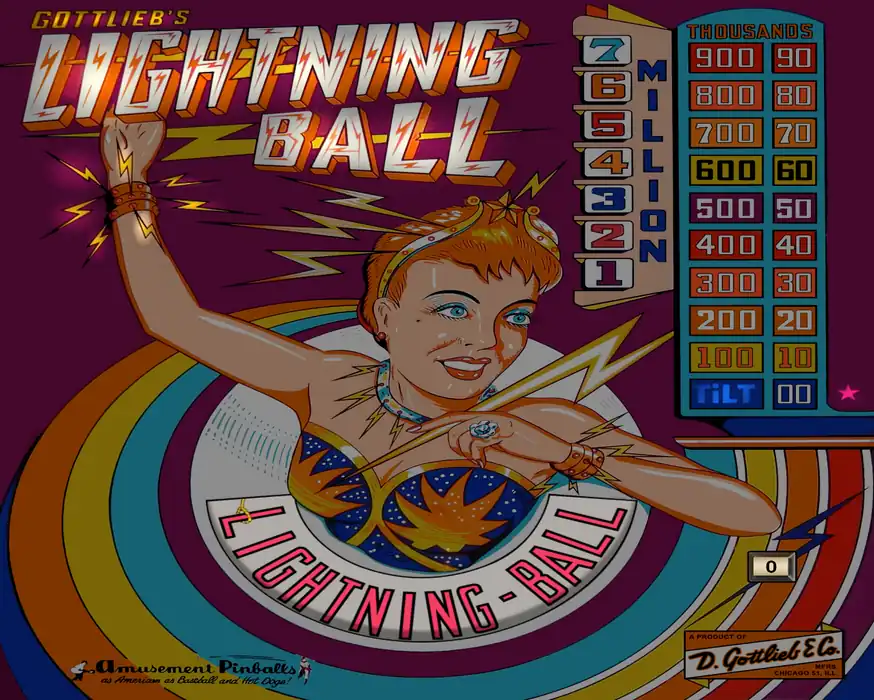 GOTTLIEB'S
LIGHTNING
BALL
7
6
5
4
3
2
1
MILLION
THOUSANDS
900 90
800 80
700 70
600 60
500 50
400 40
300 30
200 20
100 10
TiLT 00
LIGHTNING-BALL
0
Amusement Pinballs
as American as Baseball and Hot Dogs!
A PRODUCT OF
D. Gottlieb & Co.
MFRS.
CHICAGO 51, ILL.